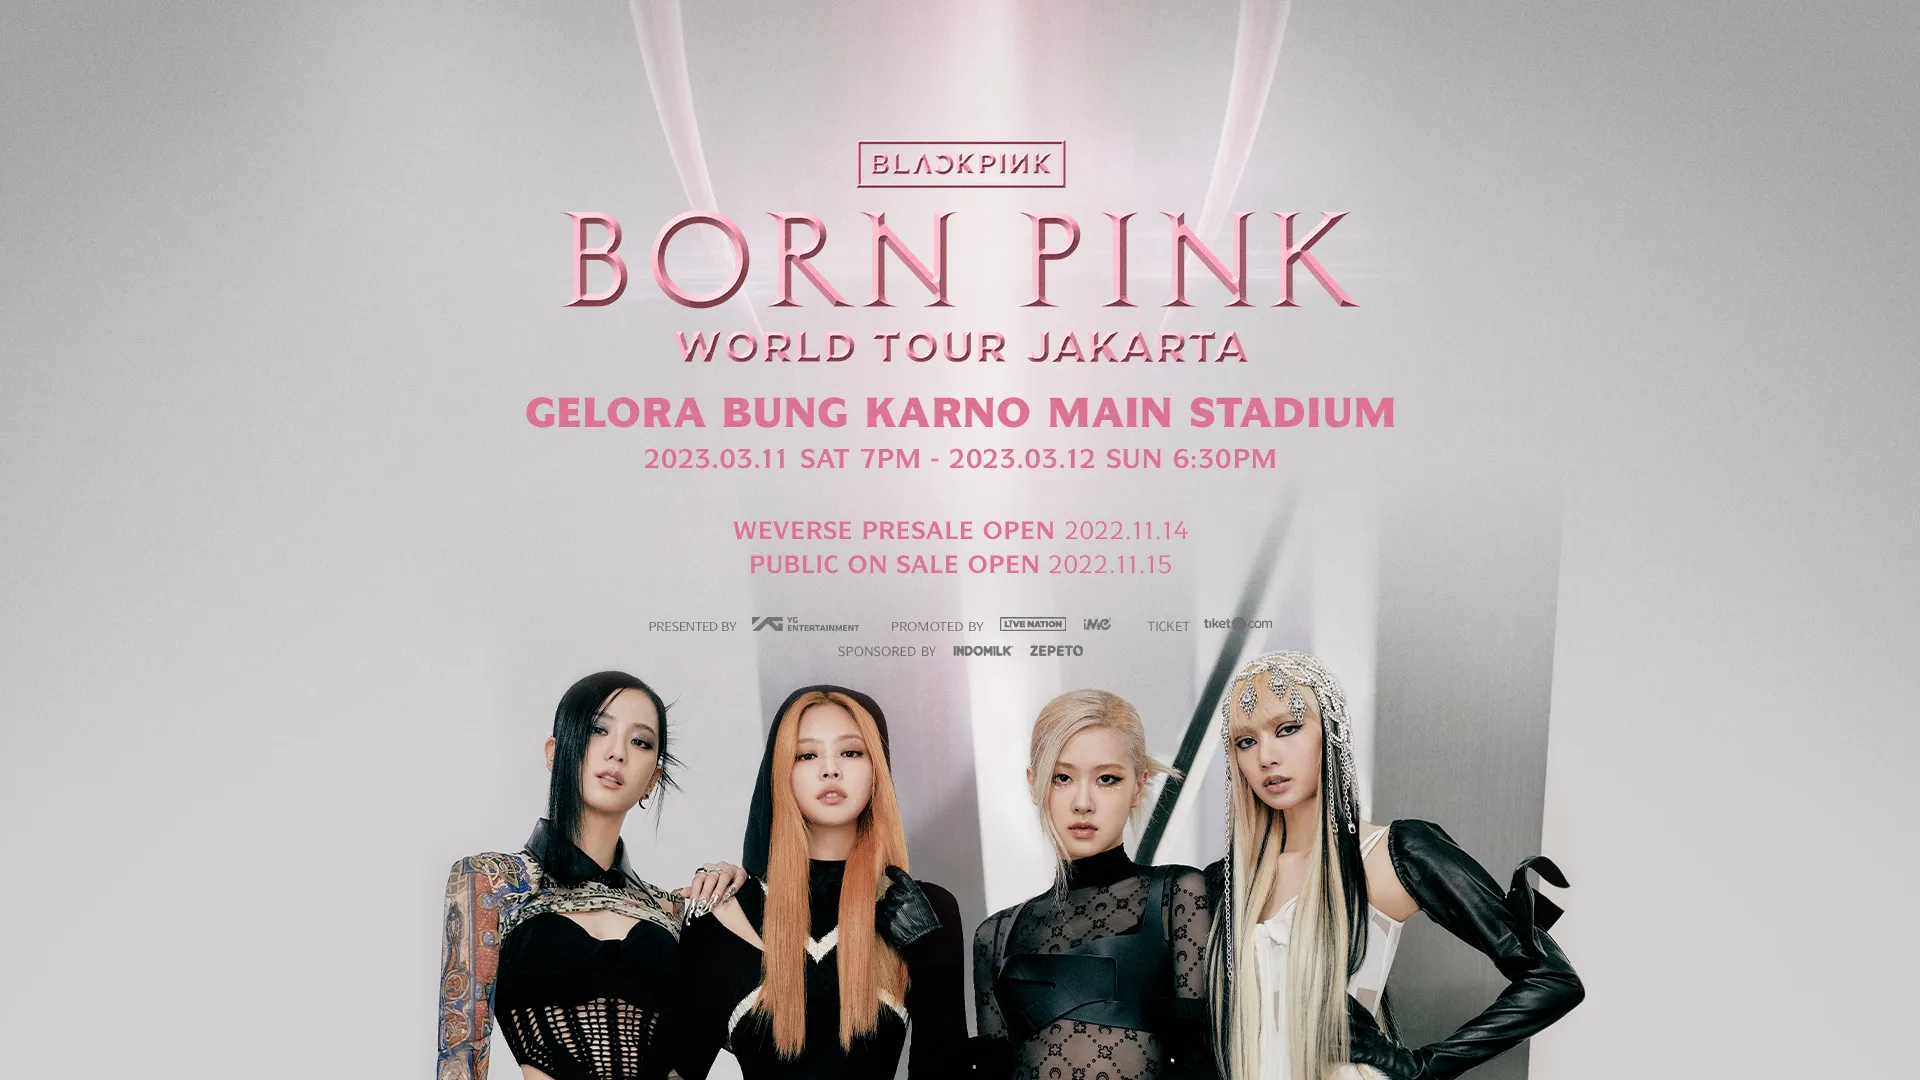 BLACKPINK
BORN PINK
WORLD TOUR JAKARTA
GELORA BUNG KARNO MAIN STADIUM
2023.03.11 SAT 7PM - 2023.03.12 SUN 6:30PM
WEVERSE PRESALE OPEN 2022.11.14
PUBLIC ON SALE OPEN 2022.11.15
PRESENTED BY YG ENTERTAINMENT PROMOTED BY LIVE NATION iMe TICKET tiket.com
SPONSORED BY INDOMILK ZEPETO